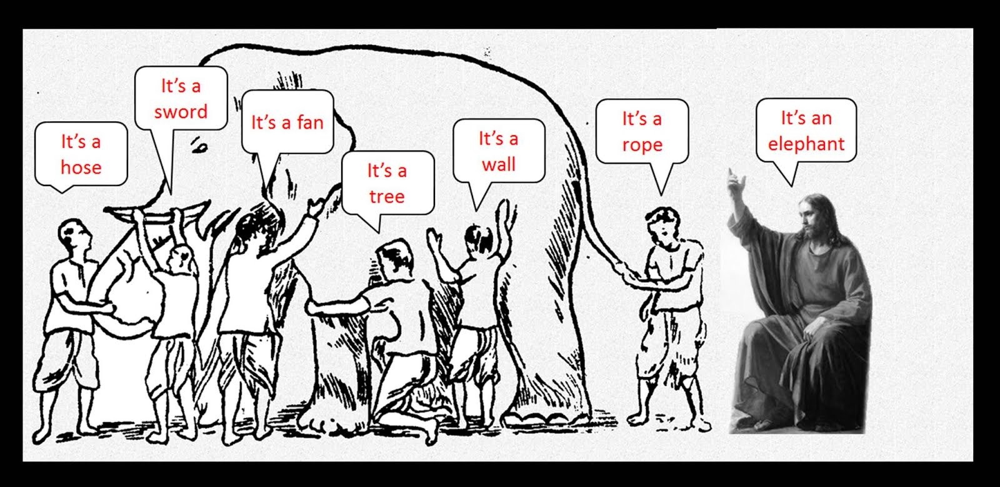 It’s a
hose
It’s a
sword
It’s a fan
It’s a
tree
It’s a
wall
It’s a
rope
It’s an
elephant